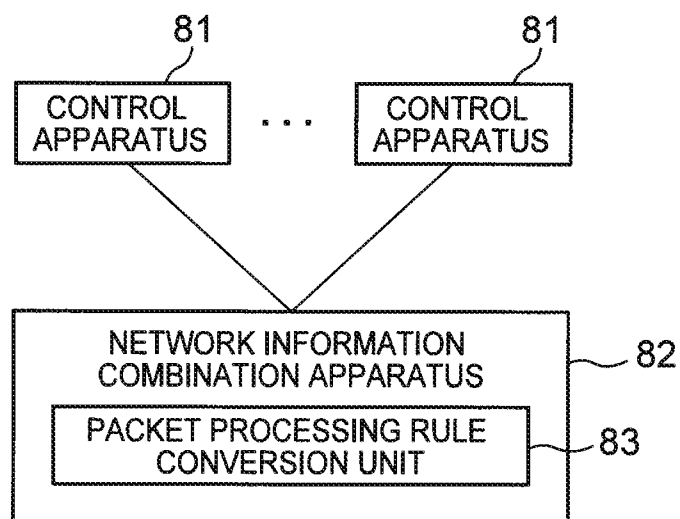 81
81
CONTROL
APPARATUS
. . .
CONTROL
APPARATUS
NETWORK INFORMATION
COMBINATION APPARATUS
82
PACKET PROCESSING RULE
CONVERSION UNIT
83